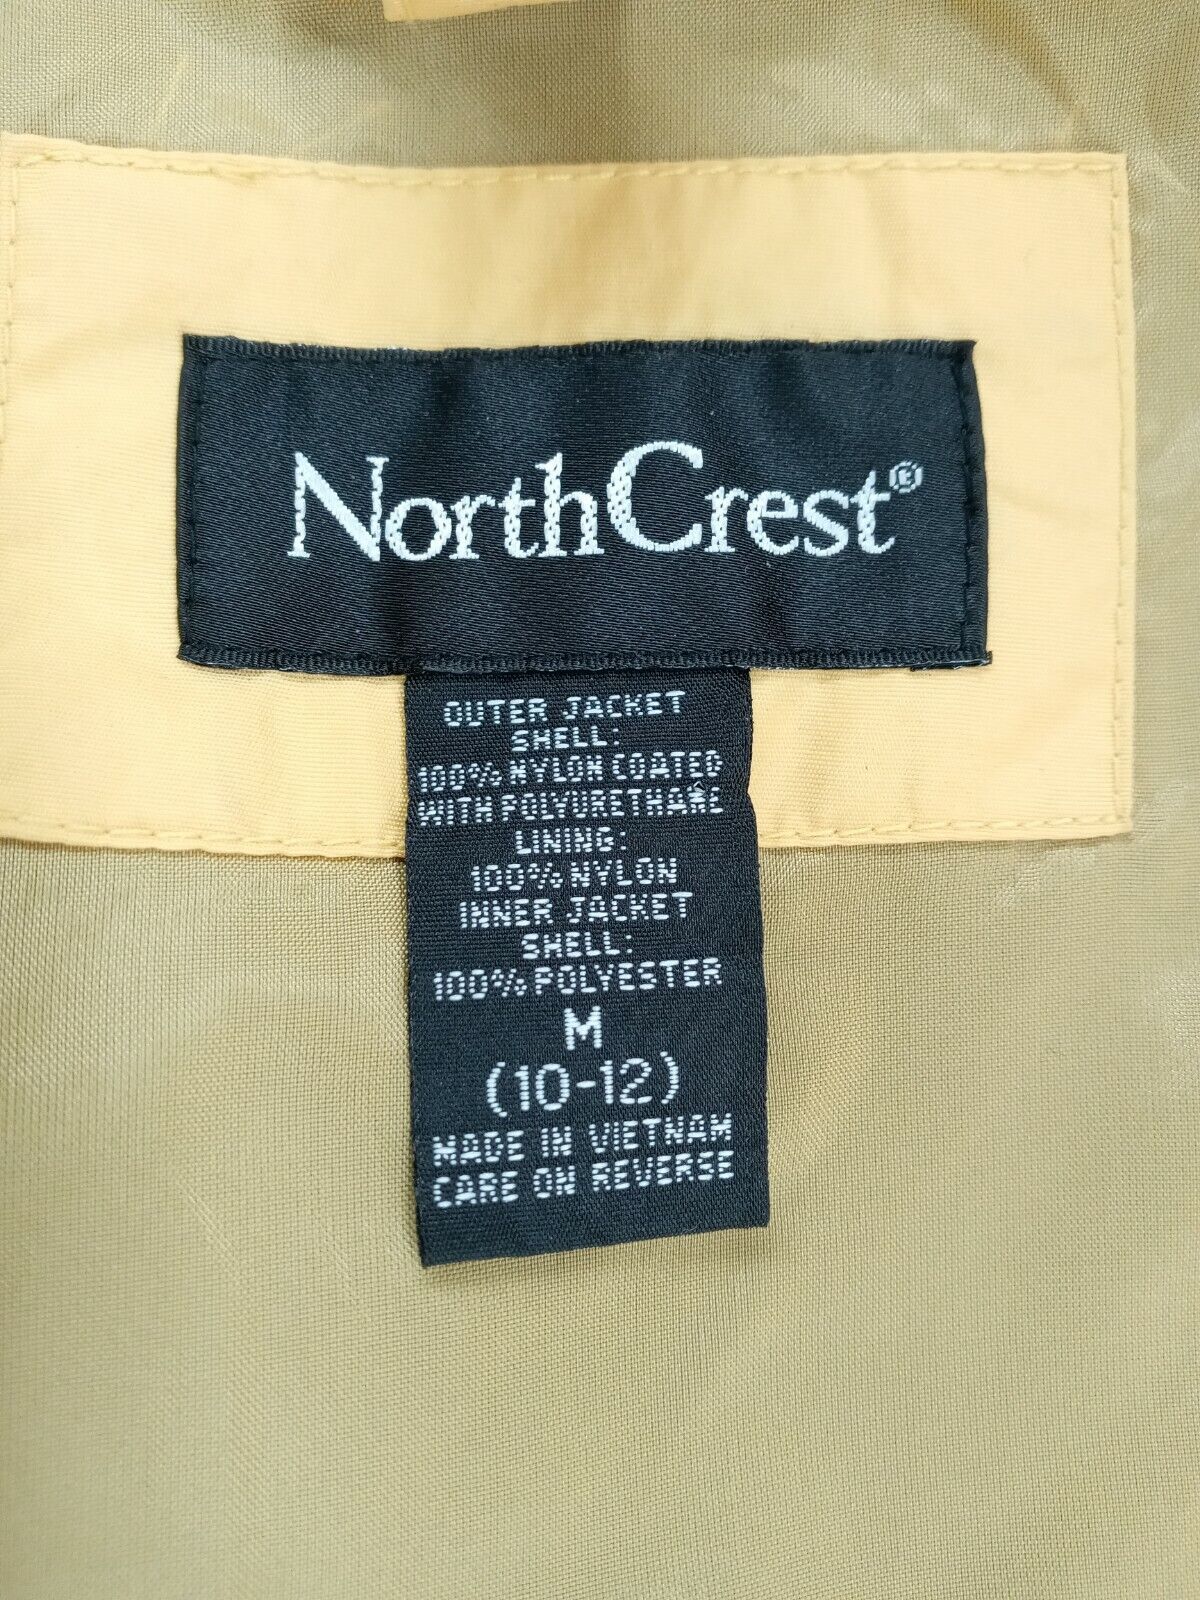 NorthCrest®
OUTER JACKET
SHELL:
100% NYLON COATED
WITH POLYURETHANE
LINING:
100% NYLON
INNER JACKET
SHELL:
100% POLYESTER
M
(10-12)
MADE IN VIETNAM
CARE ON REVERSE